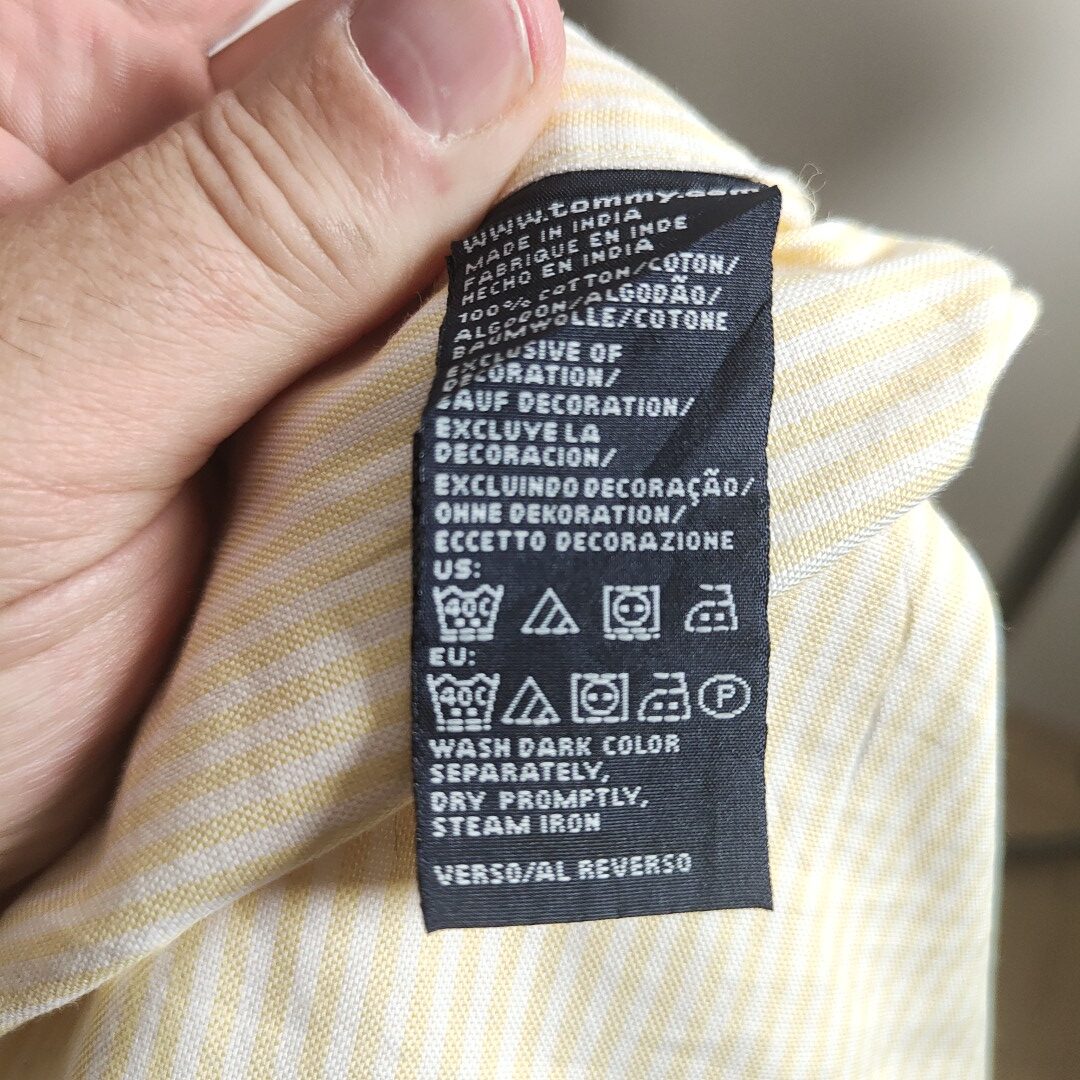 www.tommy.com
MADE IN INDIA
FABRIQUE EN INDE
HECHO EN INDIA
100% COTTON/COTON/
ALGODON/ALGODÃO/
BAUMWOLLE/COTONE
EXCLUSIVE OF
DECORATION/
SAUF DECORATION/
EXCLUYE LA
DECORACION/
EXCLUINDO DECORAÇÃO/
OHNE DEKORATION/
ECCETTO DECORAZIONE
US:
40C
EU:
40C P
WASH DARK COLOR
SEPARATELY,
DRY PROMPTLY,
STEAM IRON
VERSO/AL REVERSO